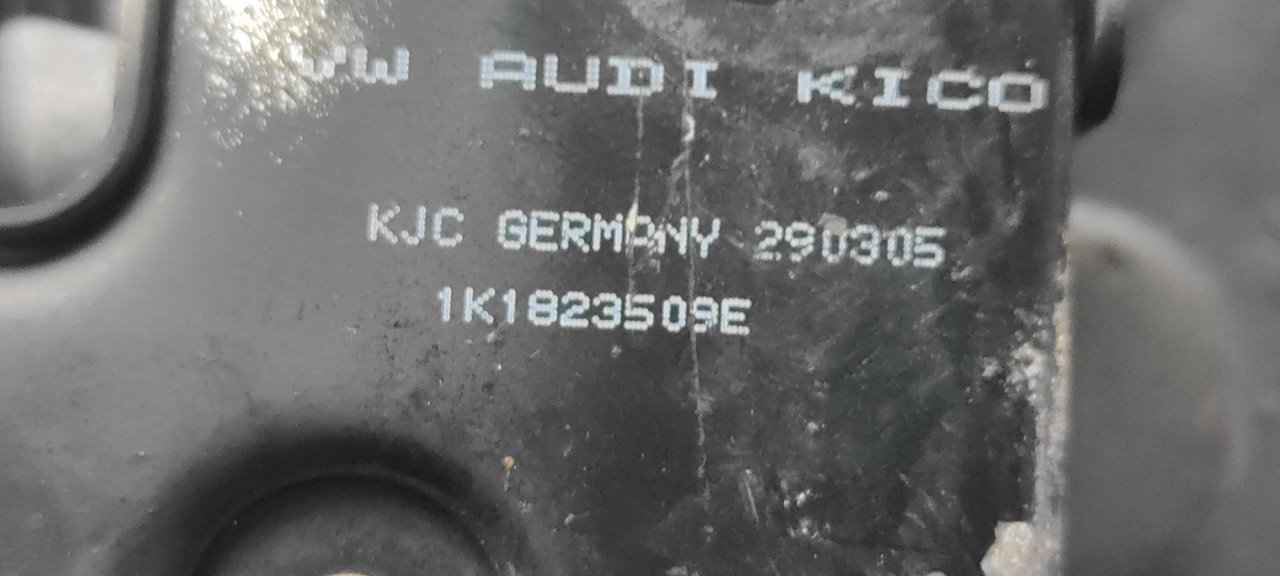 VW AUDI KICO
KJC GERMANY 290305
1K1823509E